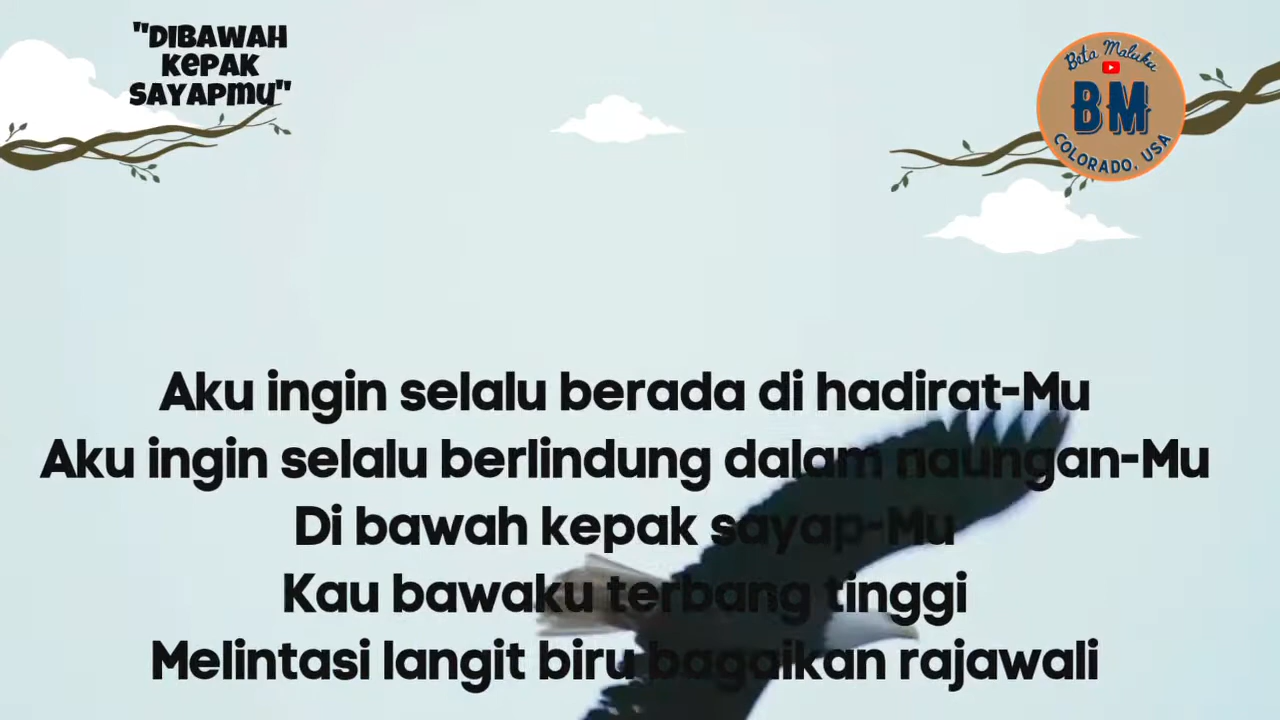 "DIBAWAH
KEPAK
SAYAPMU"
Beta Maluku
BM
COLORADO, USA
Aku ingin selalu berada di hadirat-Mu
Aku ingin selalu berlindung dalam naungan-Mu
Di bawah kepak sayap-Mu
Kau bawaku terbang tinggi
Melintasi langit biru bagaikan rajawali